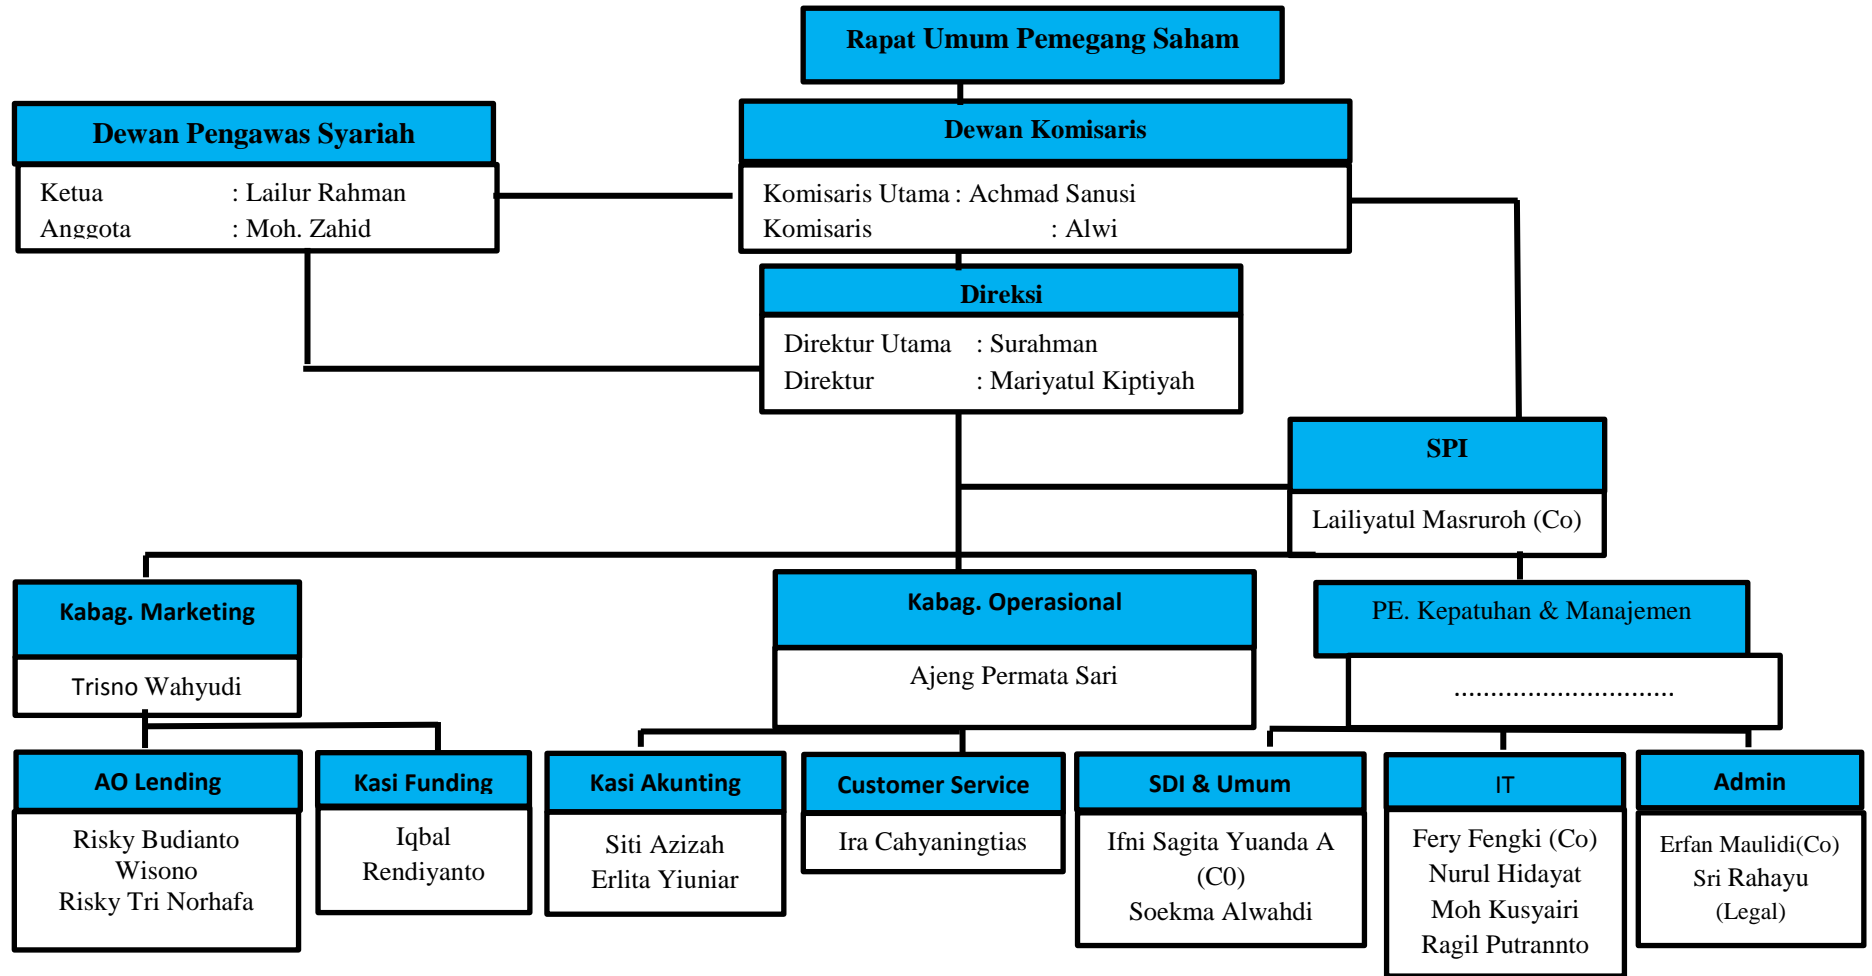 Rapat Umum Pemegang Saham
Dewan Pengawas Syariah
Ketua : Lailur Rahman
Anggota : Moh. Zahid
Dewan Komisaris
Komisaris Utama : Achmad Sanusi
Komisaris : Alwi
Direksi
Direktur Utama : Surahman
Direktur : Mariyatul Kiptiyah
SPI
Lailiyatul Masruroh (Co)
Kabag. Marketing
Trisno Wahyudi
Kabag. Operasional
Ajeng Permata Sari
PE. Kepatuhan & Manajemen
..............................
AO Lending
Risky Budianto
Wisono
Risky Tri Norhafa
Kasi Funding
Iqbal
Rendiyanto
Kasi Akunting
Siti Azizah
Erlita Yiuniar
Customer Service
Ira Cahyaningtias
SDI & Umum
Ifni Sagita Yuanda A
(C0)
Soekma Alwahdi
IT
Fery Fengki (Co)
Nurul Hidayat
Moh Kusyairi
Ragil Putrannto
Admin
Erfan Maulidi(Co)
Sri Rahayu
(Legal)